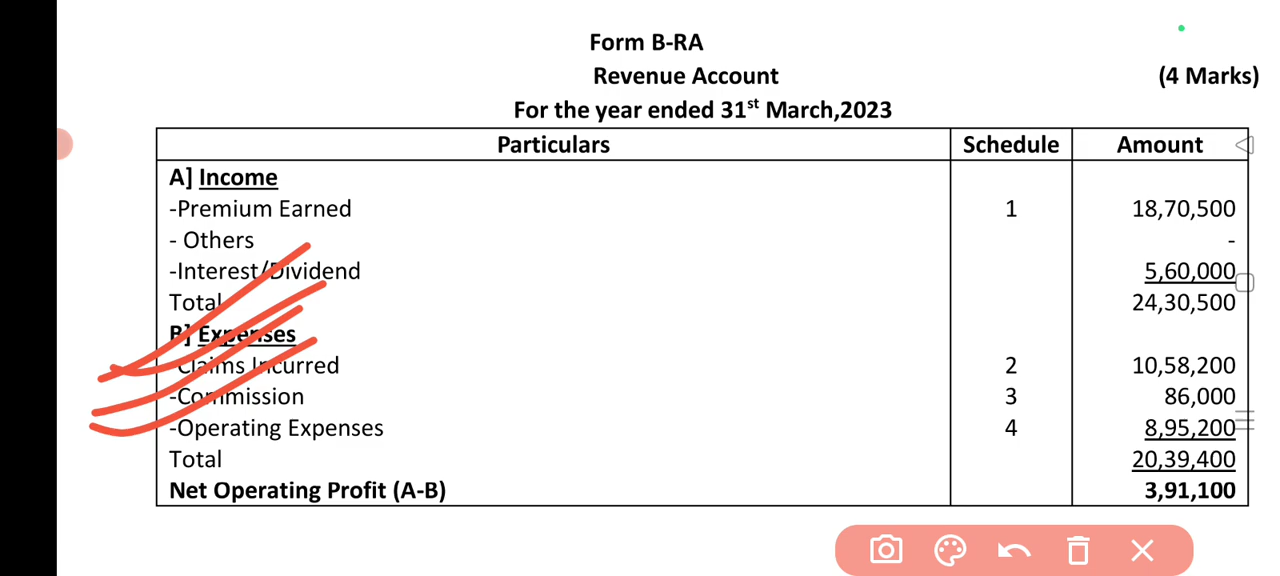 Form B-RA
Revenue Account (4 Marks)
For the year ended 31st March,2023
Particulars Schedule Amount
A] Income
-Premium Earned 1 18,70,500
- Others -
-Interest/Dividend 5,60,000
Total 24,30,500
B] Expenses
-Claims Incurred 2 10,58,200
-Commission 3 86,000
-Operating Expenses 4 8,95,200
Total 20,39,400
Net Operating Profit (A-B) 3,91,100